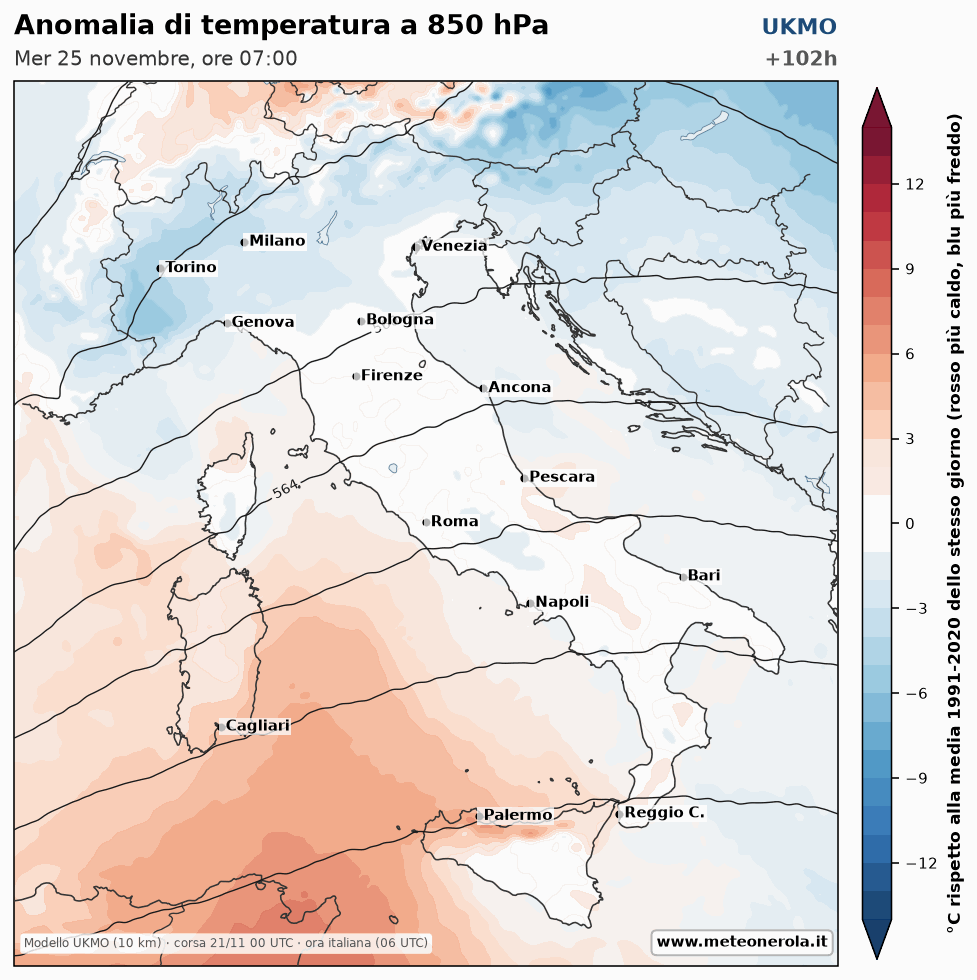 Anomalia di temperatura a 850 hPa
UKMO
Mer 25 novembre, ore 07:00
+102h
Milano
Venezia
Torino
Genova
Bologna
Firenze
Ancona
Pescara
564
Roma
Bari
Napoli
Cagliari
Palermo
Reggio C.
12
9
6
3
0
−3
−6
−9
−12
°C rispetto alla media 1991-2020 dello stesso giorno (rosso più caldo, blu più freddo)
Modello UKMO (10 km) · corsa 21/11 00 UTC · ora italiana (06 UTC)
www.meteonerola.it